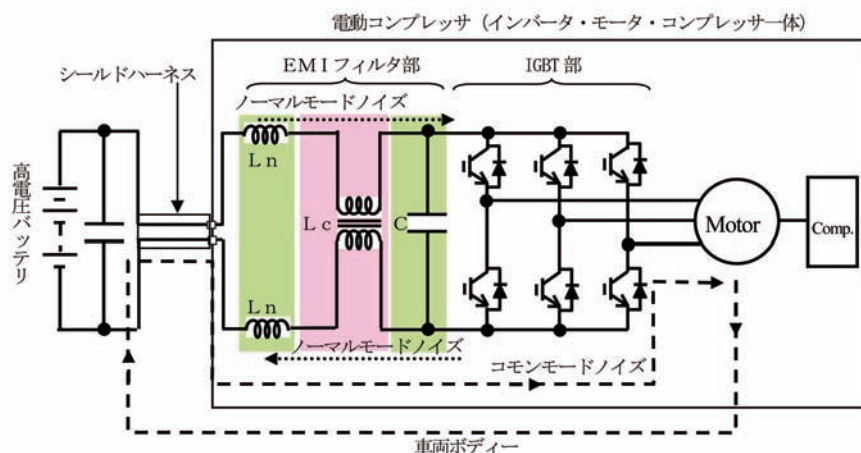 電動コンプレッサ(インバータ・モータ・コンプレッサ一体)
シールドハーネス
EMIフィルタ部
IGBT部
ノーマルモードノイズ
Ln
高電圧バッテリ
Lc
C
Motor
Comp.
Ln
ノーマルモードノイズ
コモンモードノイズ
車両ボディー